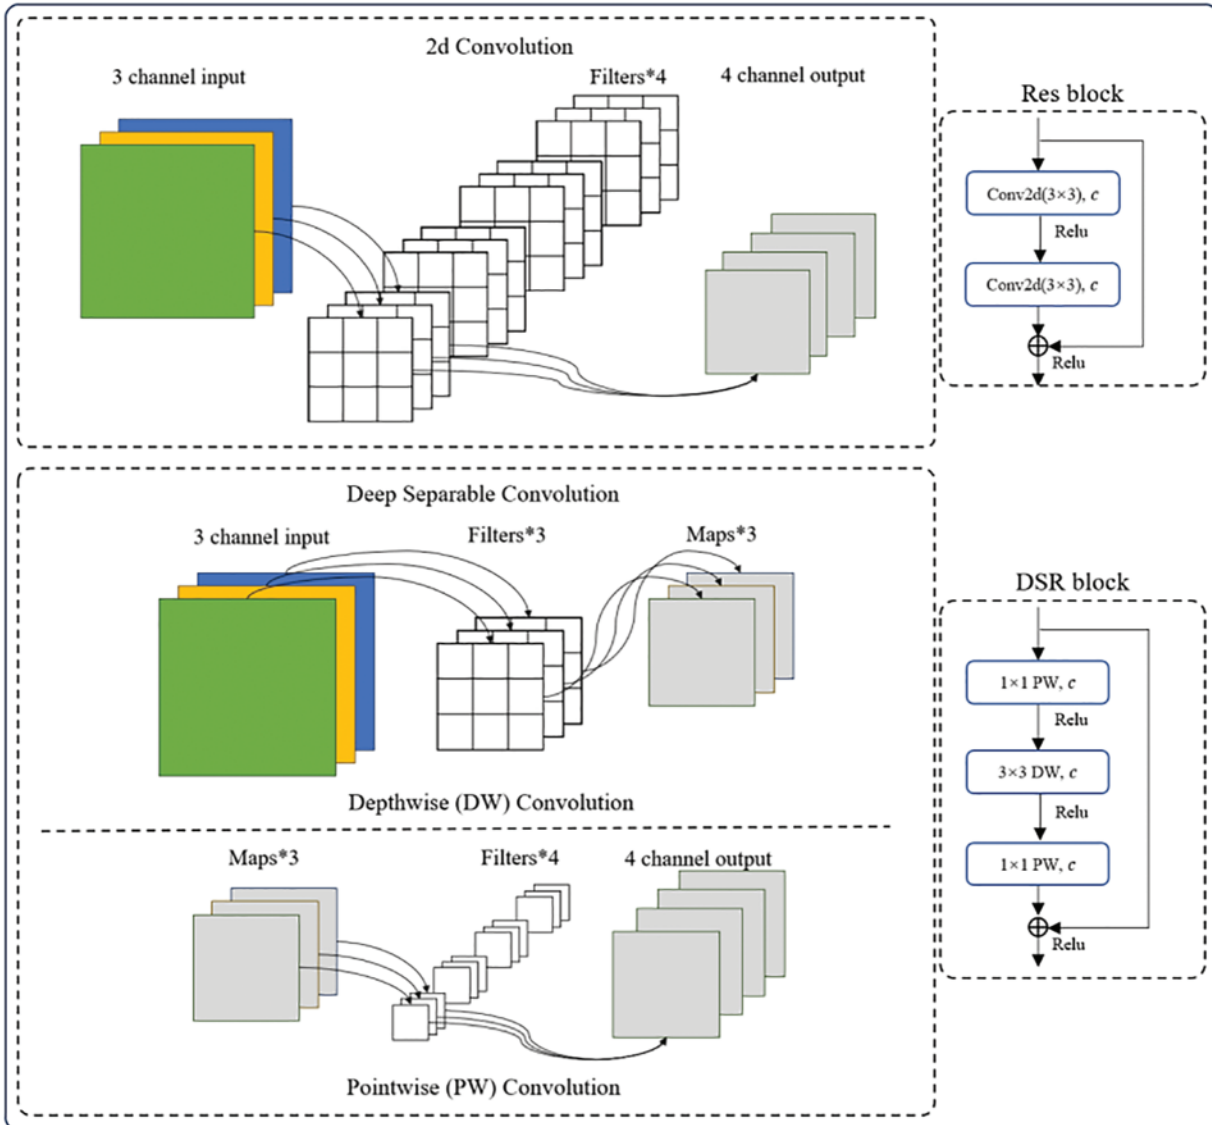 2d Convolution
3 channel input
Filters*4
4 channel output
Res block
Conv2d(3×3), c
Relu
Conv2d(3×3), c
Relu
Deep Separable Convolution
3 channel input
Filters*3
Maps*3
Depthwise (DW) Convolution
Maps*3
Filters*4
4 channel output
Pointwise (PW) Convolution
DSR block
1×1 PW, c
Relu
3×3 DW, c
Relu
1×1 PW, c
Relu